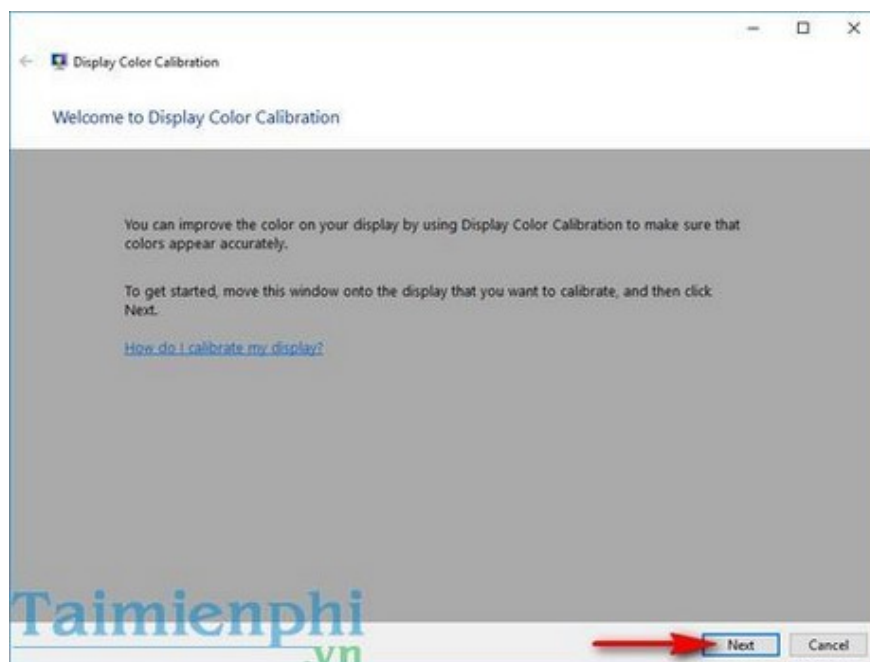 Display Color Calibration
Welcome to Display Color Calibration
You can improve the color on your display by using Display Color Calibration to make sure that
colors appear accurately.
To get started, move this window onto the display that you want to calibrate, and then click
Next.
How do I calibrate my display?
Taimienphi
.vn
Next Cancel